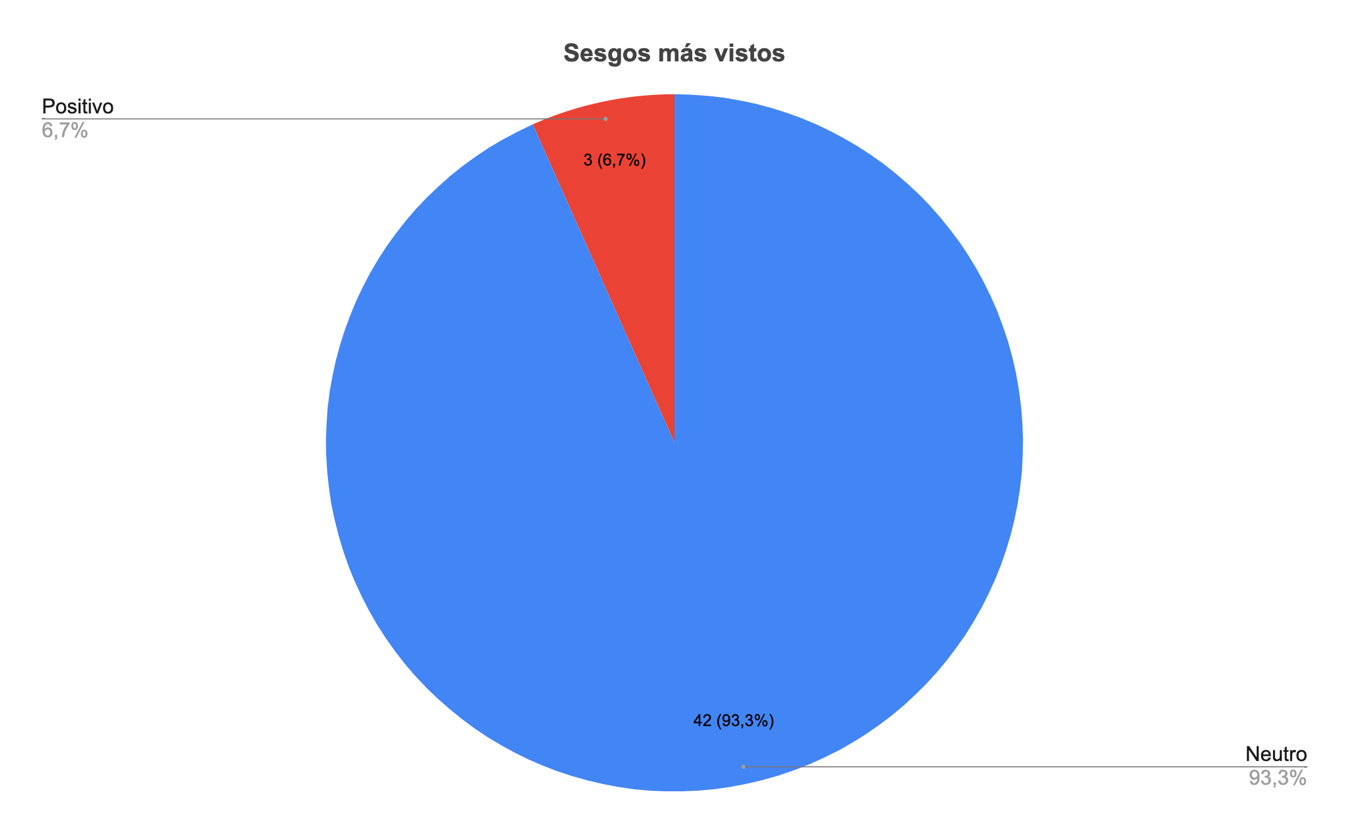 Sesgos más vistos
Positivo
6,7%
3 (6,7%)
42 (93,3%)
Neutro
93,3%